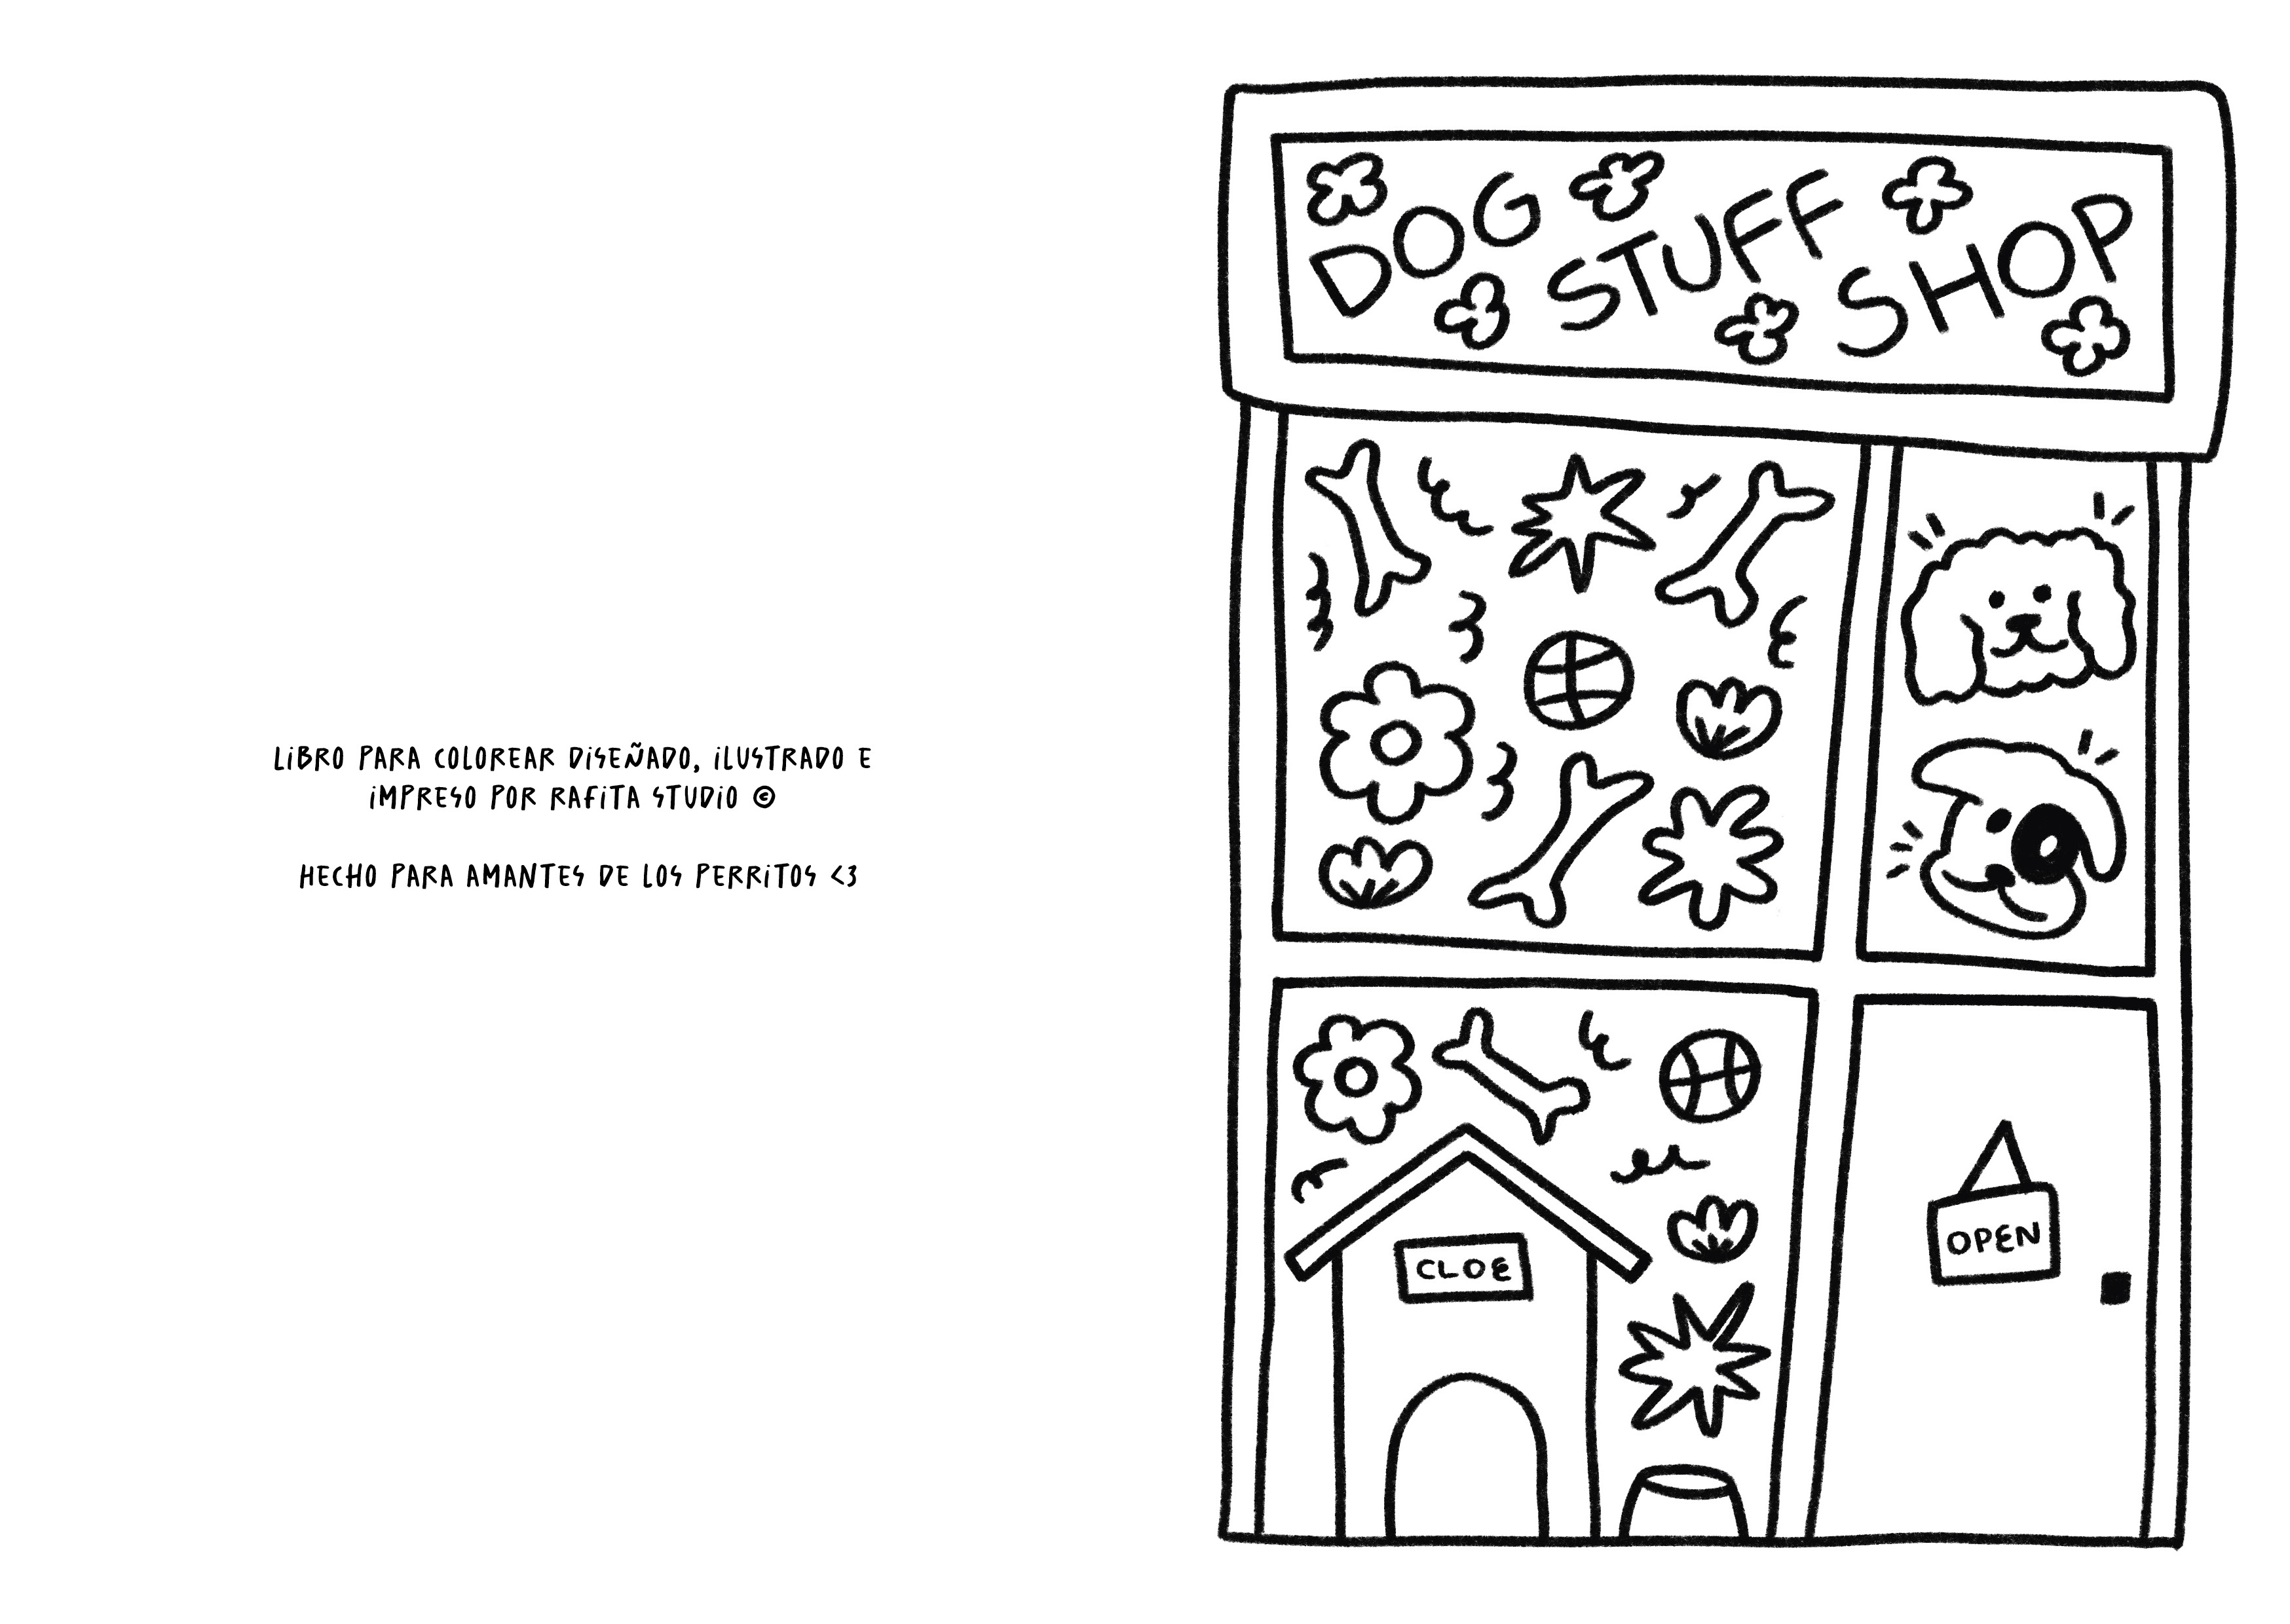 LIBRO PARA COLOREAR DISEÑADO, ILUSTRADO E
IMPRESO POR RAFITA STUDIO ©
HECHO PARA AMANTES DE LOS PERRITOS <3
DOG STUFF SHOP
CLOE
OPEN